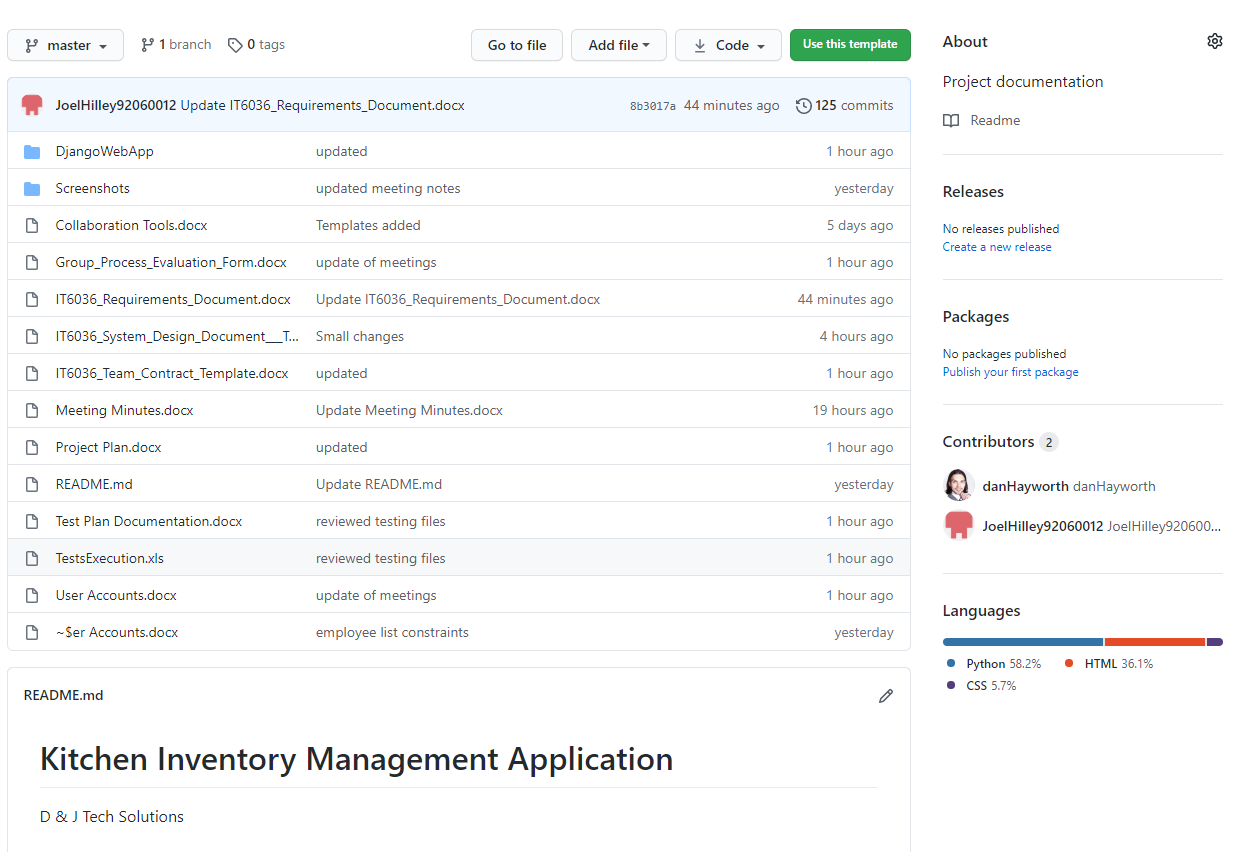 master 1 branch 0 tags Go to file Add file Code Use this template
JoelHilley92060012 Update IT6036_Requirements_Document.docx 8b3017a 44 minutes ago 125 commits
DjangoWebApp updated 1 hour ago
Screenshots updated meeting notes yesterday
Collaboration Tools.docx Templates added 5 days ago
Group_Process_Evaluation_Form.docx update of meetings 1 hour ago
IT6036_Requirements_Document.docx Update IT6036_Requirements_Document.docx 44 minutes ago
IT6036_System_Design_Document___T... Small changes 4 hours ago
IT6036_Team_Contract_Template.docx updated 1 hour ago
Meeting Minutes.docx Update Meeting Minutes.docx 19 hours ago
Project Plan.docx updated 1 hour ago
README.md Update README.md yesterday
Test Plan Documentation.docx reviewed testing files 1 hour ago
TestsExecution.xls reviewed testing files 1 hour ago
User Accounts.docx update of meetings 1 hour ago
~$er Accounts.docx employee list constraints yesterday
README.md
Kitchen Inventory Management Application
D & J Tech Solutions
About
Project documentation
Readme
Releases
No releases published
Create a new release
Packages
No packages published
Publish your first package
Contributors 2
danHayworth danHayworth
JoelHilley92060012 JoelHilley920600...
Languages
Python 58.2% HTML 36.1%
CSS 5.7%